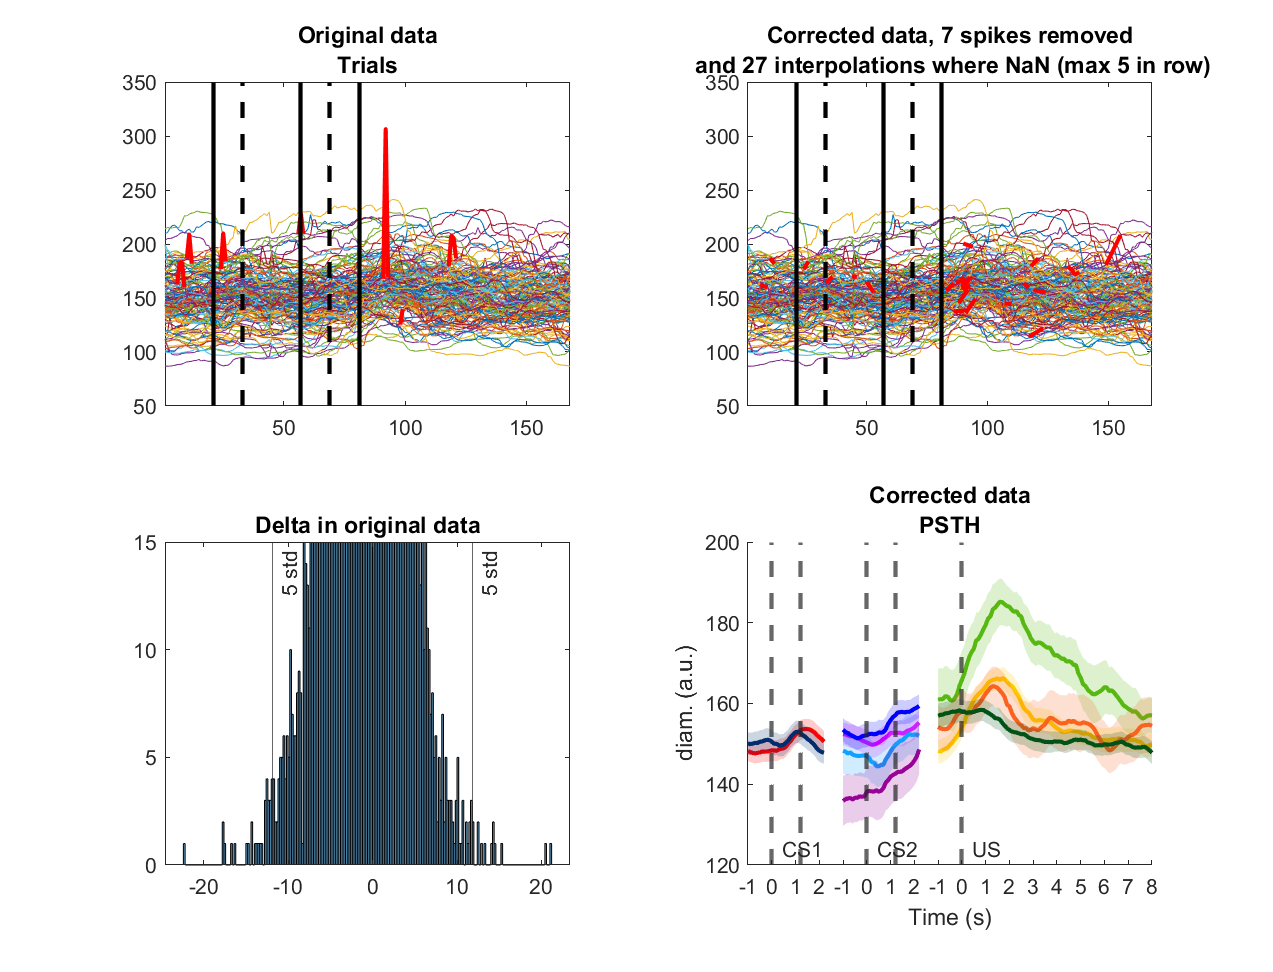 Original data
Trials
350
300
250
200
150
100
50
50
100
150
Corrected data, 7 spikes removed
and 27 interpolations where NaN (max 5 in row)
350
300
250
200
150
100
50
50
100
150
Delta in original data
15
10
5
0
5 std
5 std
-20
-10
0
10
20
Corrected data
PSTH
200
180
160
140
120
diam. (a.u.)
CS1
CS2
US
-1 0 1 2 -1 0 1 2 -1 0 1 2 3 4 5 6 7 8
Time (s)